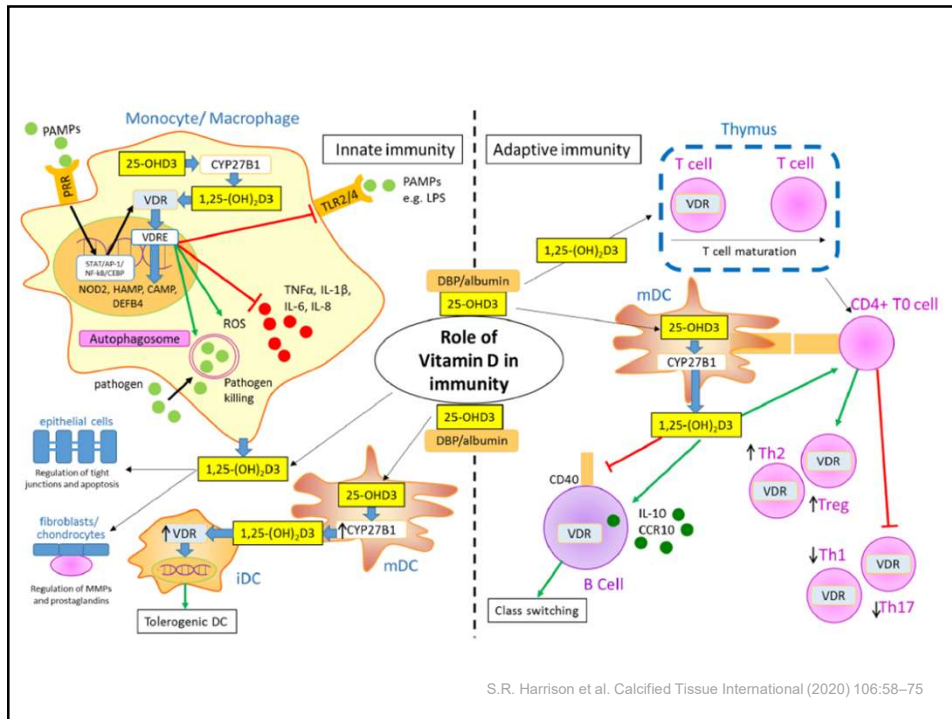 Monocyte/ Macrophage
PAMPs
PRR
25-OHD3
CYP27B1
VDR
1,25-(OH)₂D3
VDRE
STAT/AP-1/
NF-kB/CEBP
NOD2, HAMP, CAMP,
DEFB4
Autophagosome
ROS
TNFα, IL-1β,
IL-6, IL-8
pathogen
Pathogen
killing
Innate immunity
TLR2/4
PAMPs
e.g. LPS
epithelial cells
Regulation of tight
junctions and apoptosis
fibroblasts/
chondrocytes
Regulation of MMPs
and prostaglandins
1,25-(OH)₂D3
↑VDR
iDC
Tolerogenic DC
1,25-(OH)₂D3
25-OHD3
↑CYP27B1
mDC
DBP/albumin
25-OHD3
Role of
Vitamin D in
immunity
25-OHD3
DBP/albumin
Adaptive immunity
1,25-(OH)₂D3
Thymus
T cell
T cell
VDR
T cell maturation
mDC
25-OHD3
CYP27B1
1,25-(OH)₂D3
CD4+ T0 cell
CD40
VDR
B Cell
IL-10
CCR10
Class switching
↑Th2
VDR
VDR
↑Treg
↓Th1
VDR
VDR
↓Th17
S.R. Harrison et al. Calcified Tissue International (2020) 106:58–75